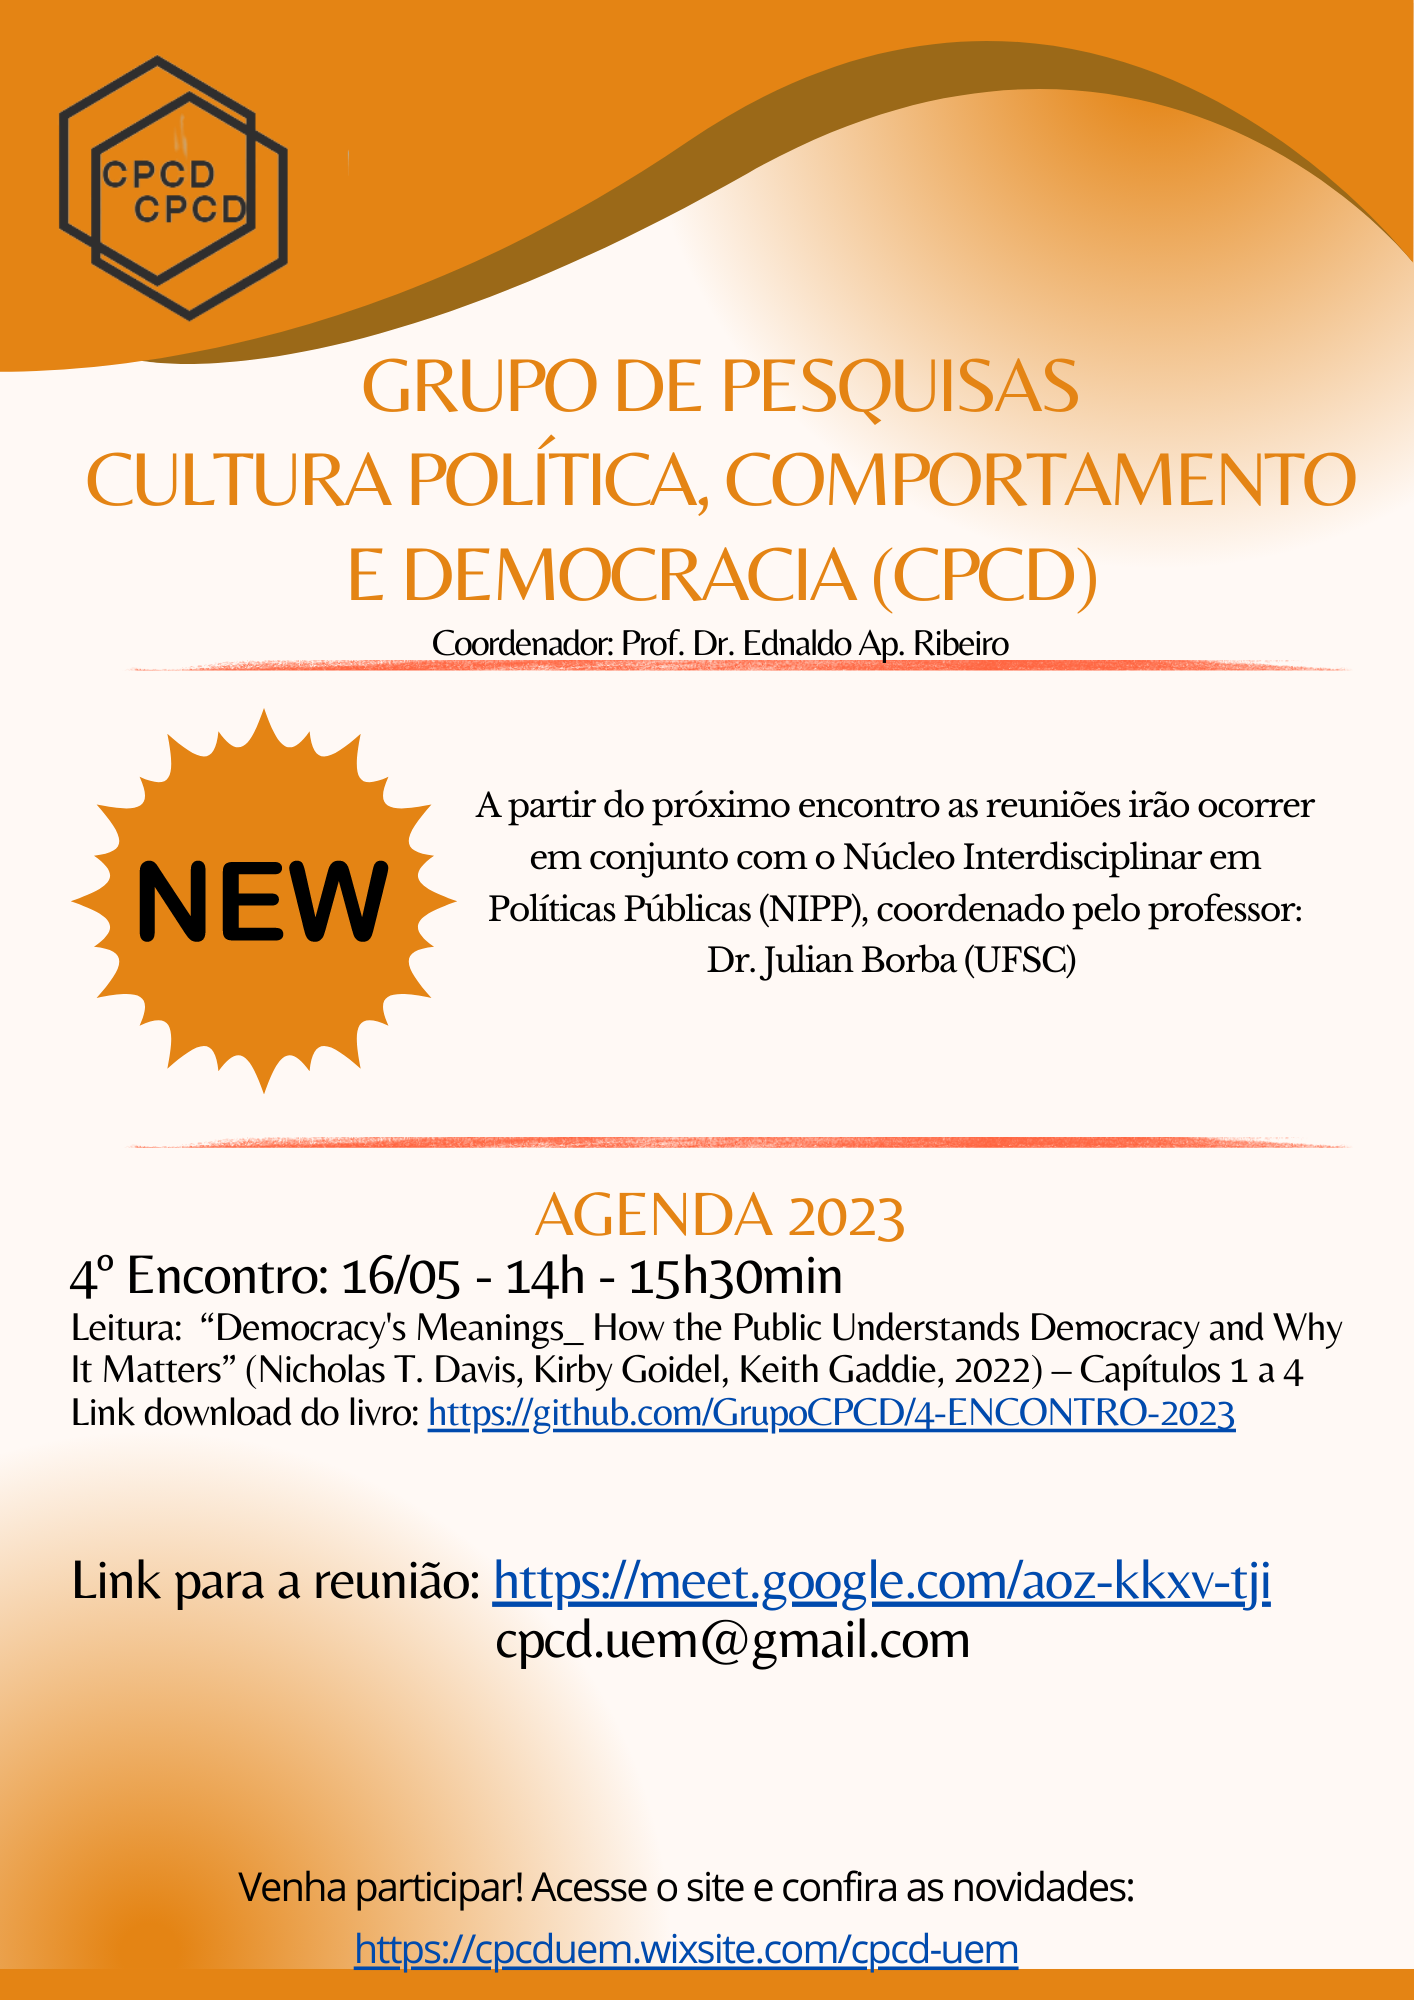 CPCD
CPCD
GRUPO DE PESQUISAS
CULTURA POLÍTICA, COMPORTAMENTO
E DEMOCRACIA (CPCD)
Coordenador: Prof. Dr. Ednaldo Ap. Ribeiro
NEW
A partir do próximo encontro as reuniões irão ocorrer
em conjunto com o Núcleo Interdisciplinar em
Políticas Públicas (NIPP), coordenado pelo professor:
Dr. Julian Borba (UFSC)
AGENDA 2023
4º Encontro: 16/05 - 14h - 15h30min
Leitura: “Democracy's Meanings_ How the Public Understands Democracy and Why
It Matters” (Nicholas T. Davis, Kirby Goidel, Keith Gaddie, 2022) – Capítulos 1 a 4
Link download do livro: https://github.com/GrupoCPCD/4-ENCONTRO-2023
Link para a reunião: https://meet.google.com/aoz-kkxv-tji
cpcd.uem@gmail.com
Venha participar! Acesse o site e confira as novidades:
https://cpcduem.wixsite.com/cpcd-uem